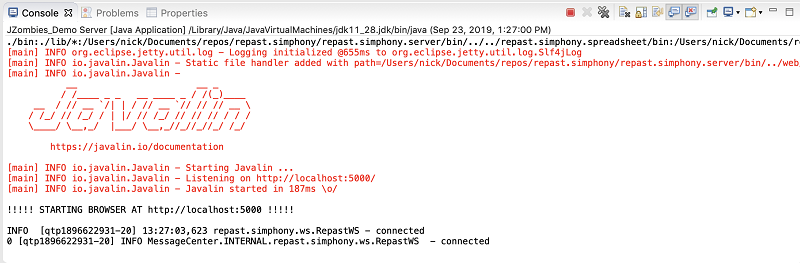 Console Problems Properties
JZombies_Demo Server [Java Application] /Library/Java/JavaVirtualMachines/jdk11_28.jdk/bin/java (Sep 23, 2019, 1:27:00 PM)
./bin:./lib/*:/Users/nick/Documents/repos/repast.simphony/repast.simphony.server/bin/../../repast.simphony.spreadsheet/bin:/Users/nick/Documents/r
[main] INFO org.eclipse.jetty.util.log - Logging initialized @655ms to org.eclipse.jetty.util.log.Slf4jLog
[main] INFO io.javalin.Javalin - Static file handler added with path=/Users/nick/Documents/repos/repast.simphony/repast.simphony.server/bin/../web
[main] INFO io.javalin.Javalin -
Javalin
https://javalin.io/documentation
[main] INFO io.javalin.Javalin - Starting Javalin ...
[main] INFO io.javalin.Javalin - Listening on http://localhost:5000/
[main] INFO io.javalin.Javalin - Javalin started in 187ms \o/
!!!!! STARTING BROWSER AT http://localhost:5000 !!!!!
INFO [qtp1896622931-20] 13:27:03,623 repast.simphony.ws.RepastWS - connected
0 [qtp1896622931-20] INFO MessageCenter.INTERNAL.repast.simphony.ws.RepastWS - connected